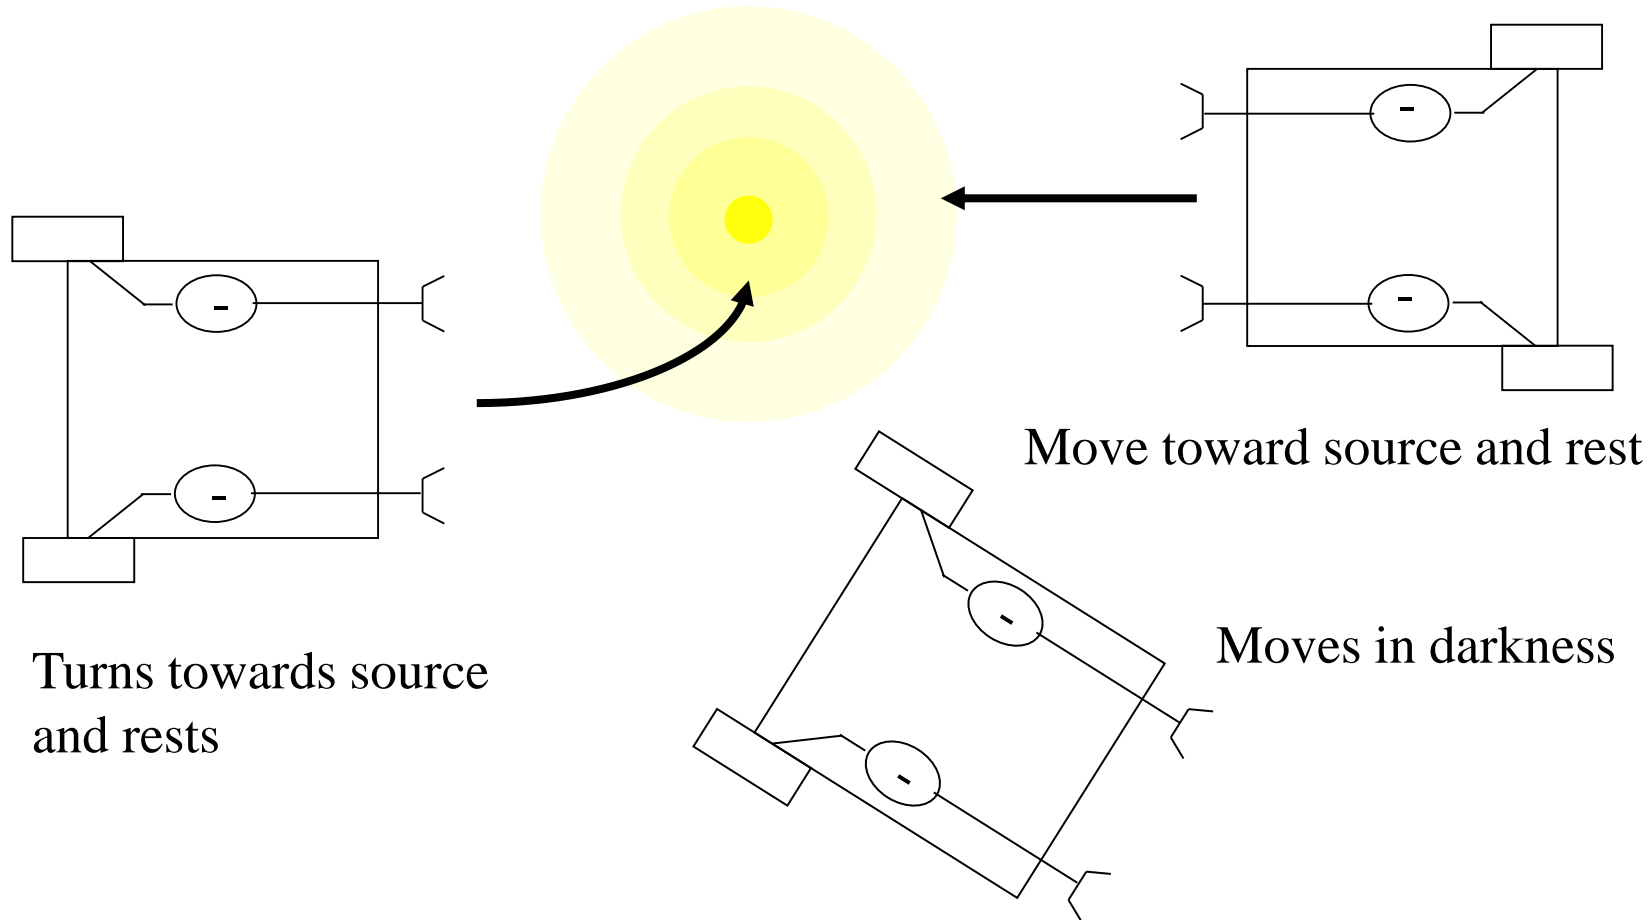 -
-
-
-
Move toward source and rest
-
Moves in darkness
Turns towards source
and rests
-